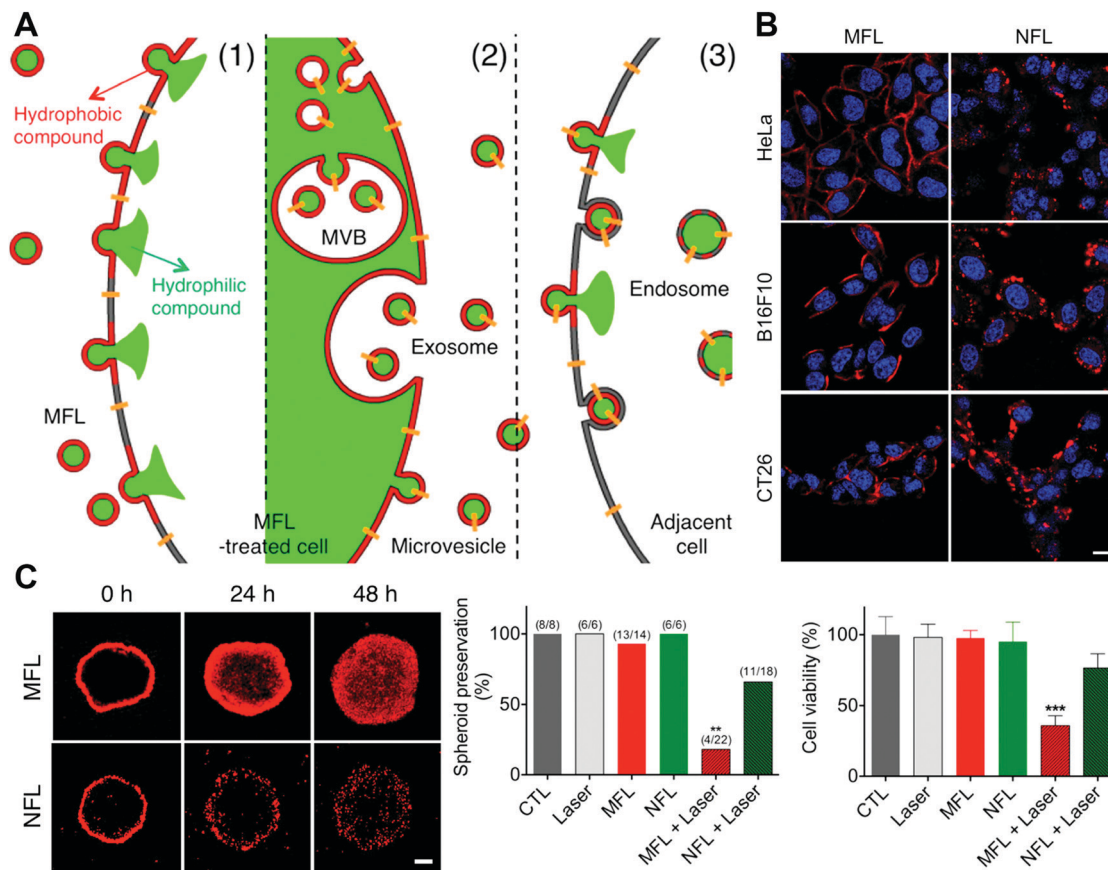 A
(1)
(2)
(3)
Hydrophobic
compound
Hydrophilic
compound
MFL
MVB
Exosome
MFL
-treated cell
Microvesicle
Endosome
Adjacent
cell
B
MFL
NFL
HeLa
B16F10
CT26
C
0 h
24 h
48 h
MFL
NFL
Spheroid preservation
(%)
100
50
0
(8/8)
(6/6)
(13/14)
(6/6)
**
(4/22)
(11/18)
CTL
Laser
MFL
NFL
MFL + Laser
NFL + Laser
Cell viability (%)
100
50
0
***
CTL
Laser
MFL
NFL
MFL + Laser
NFL + Laser